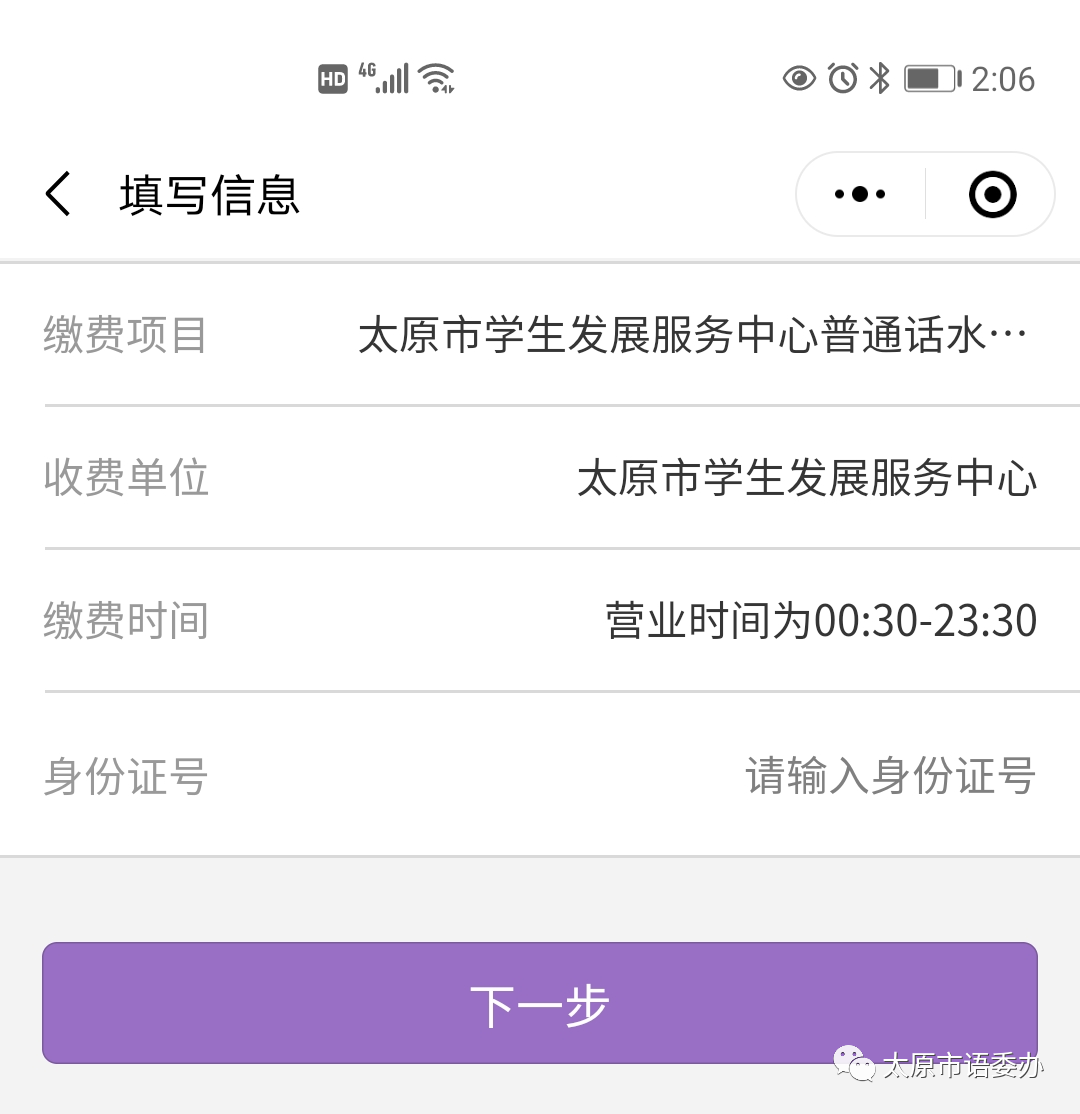 HD 4G 2:06
填写信息
缴费项目 太原市学生发展服务中心普通话水…
收费单位 太原市学生发展服务中心
缴费时间 营业时间为00:30-23:30
身份证号 请输入身份证号
下一步
太原市语委办